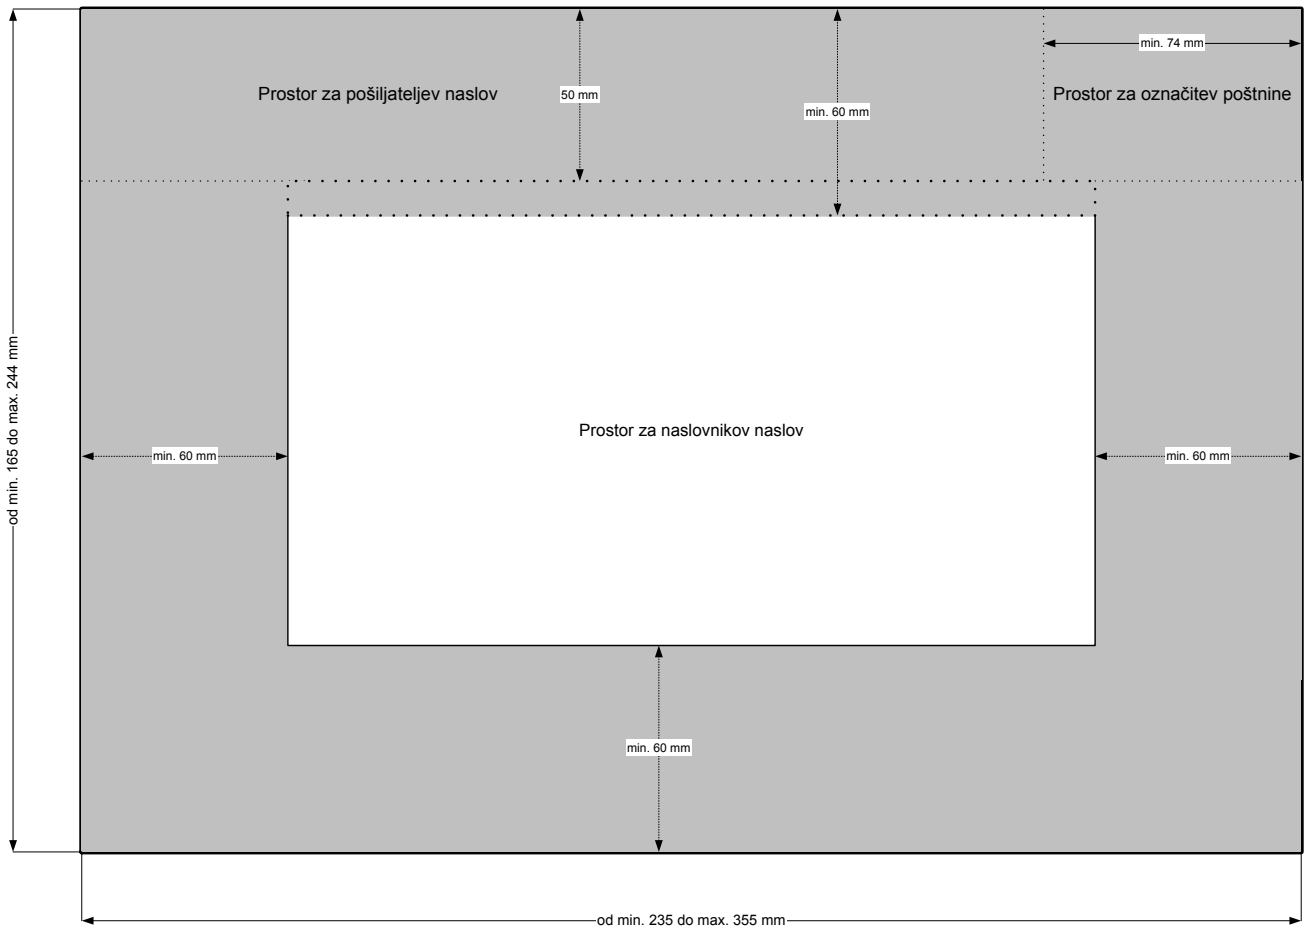 min. 74 mm
Prostor za pošiljateljev naslov
50 mm
min. 60 mm
Prostor za označitev poštnine
od min. 165 do max. 244 mm
Prostor za naslovnikov naslov
min. 60 mm
min. 60 mm
min. 60 mm
od min. 235 do max. 355 mm